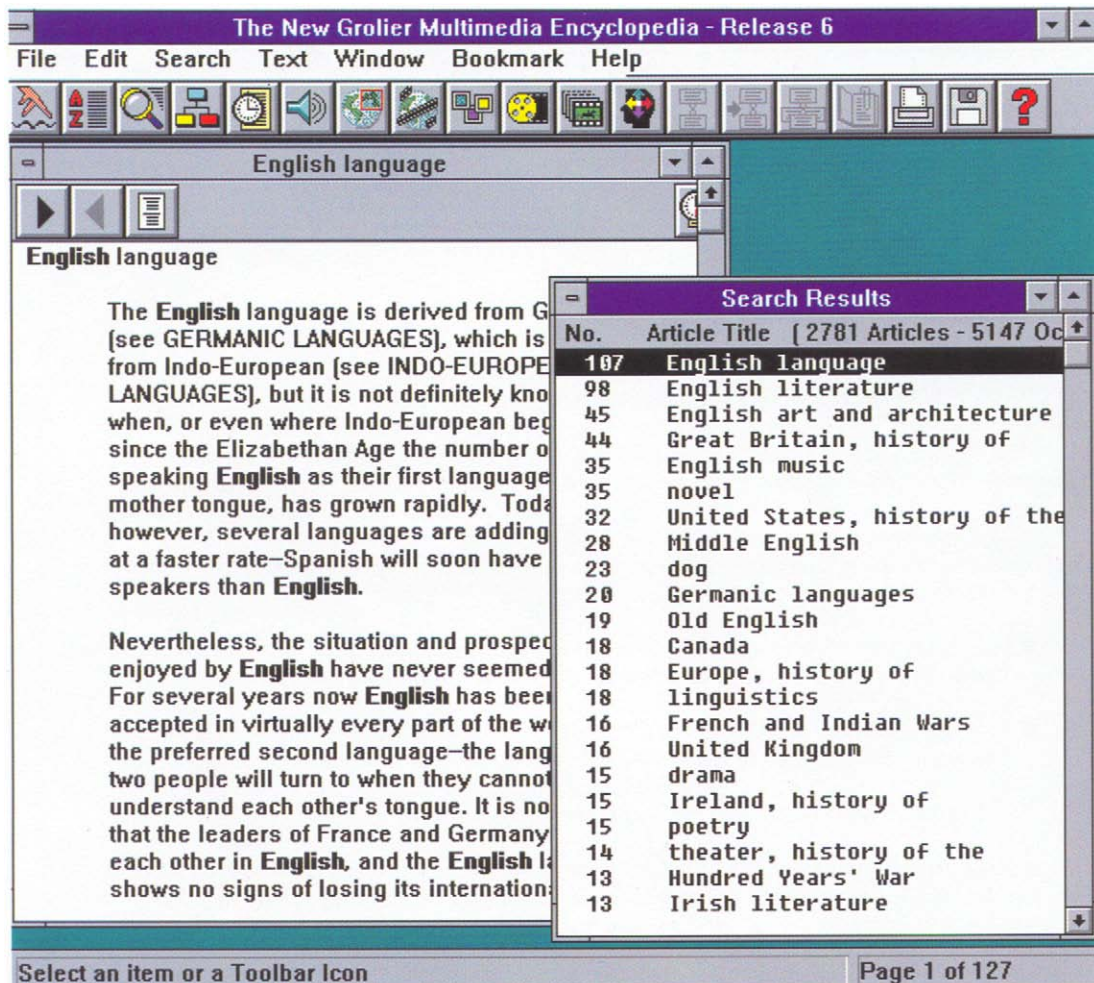 The New Grolier Multimedia Encyclopedia - Release 6
File Edit Search Text Window Bookmark Help
English language
English language
The English language is derived from
(see GERMANIC LANGUAGES), which is
from Indo-European (see
LANGUAGES), but it is not definitely
when, or even where Indo-European
since the Elizabethan Age the number
speaking English as their first language
mother tongue, has grown rapidly.
however, several languages are adding
at a faster rate–Spanish will soon have
speakers than English.
Nevertheless, the situation and
enjoyed by English have never seemed
For several years now English has
accepted in virtually every part of the
the preferred second language–the
two people will turn to when they cannot
understand each other's tongue. It is
that the leaders of France and Germany
each other in English, and the English
shows no signs of losing its
Search Results
No. Article Title ( 2781 Articles - 5147
107 English language
98 English literature
45 English art and architecture
44 Great Britain, history of
35 English music
35 novel
32 United States, history of the
28 Middle English
23 dog
20 Germanic languages
19 Old English
18 Canada
18 Europe, history of
18 linguistics
16 French and Indian Wars
16 United Kingdom
15 drama
15 Ireland, history of
15 poetry
14 theater, history of the
13 Hundred Years' War
13 Irish literature
Select an item or a Toolbar Icon
Page 1 of 127